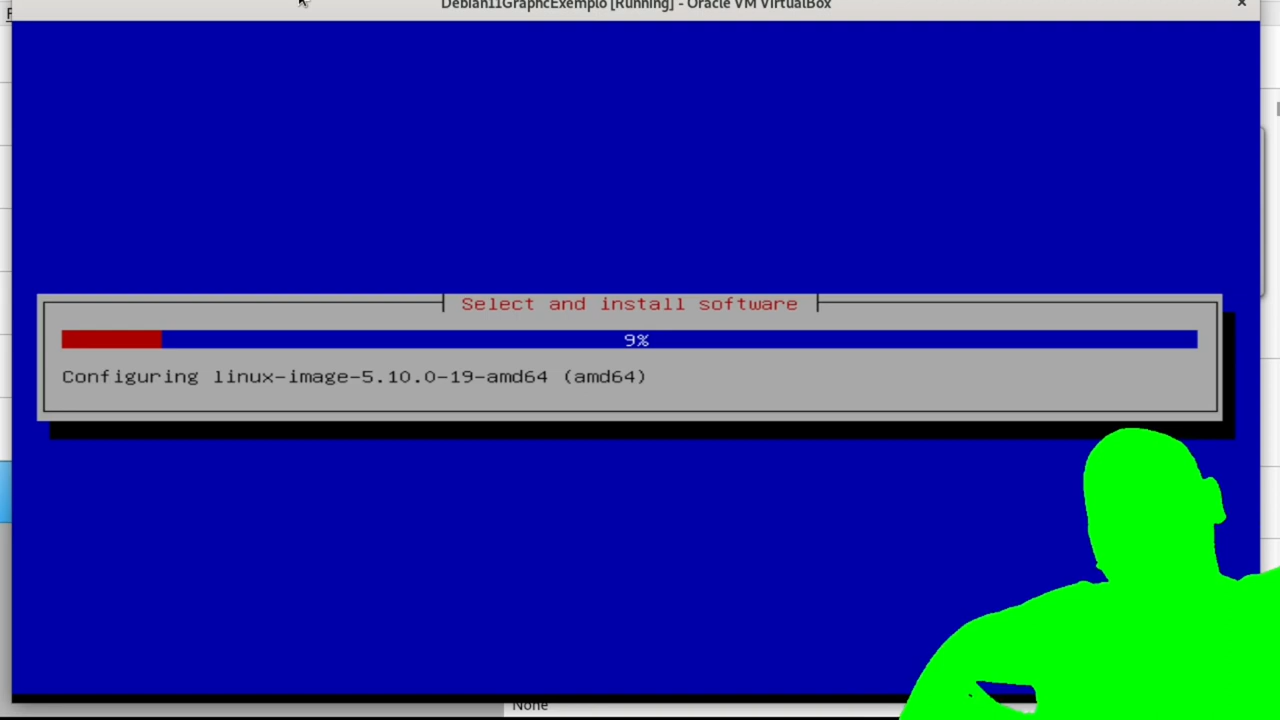 Debian11GraphcExemplo [Running] - Oracle VM VirtualBox
Select and install software
9%
Configuring linux-image-5.10.0-19-amd64 (amd64)
None